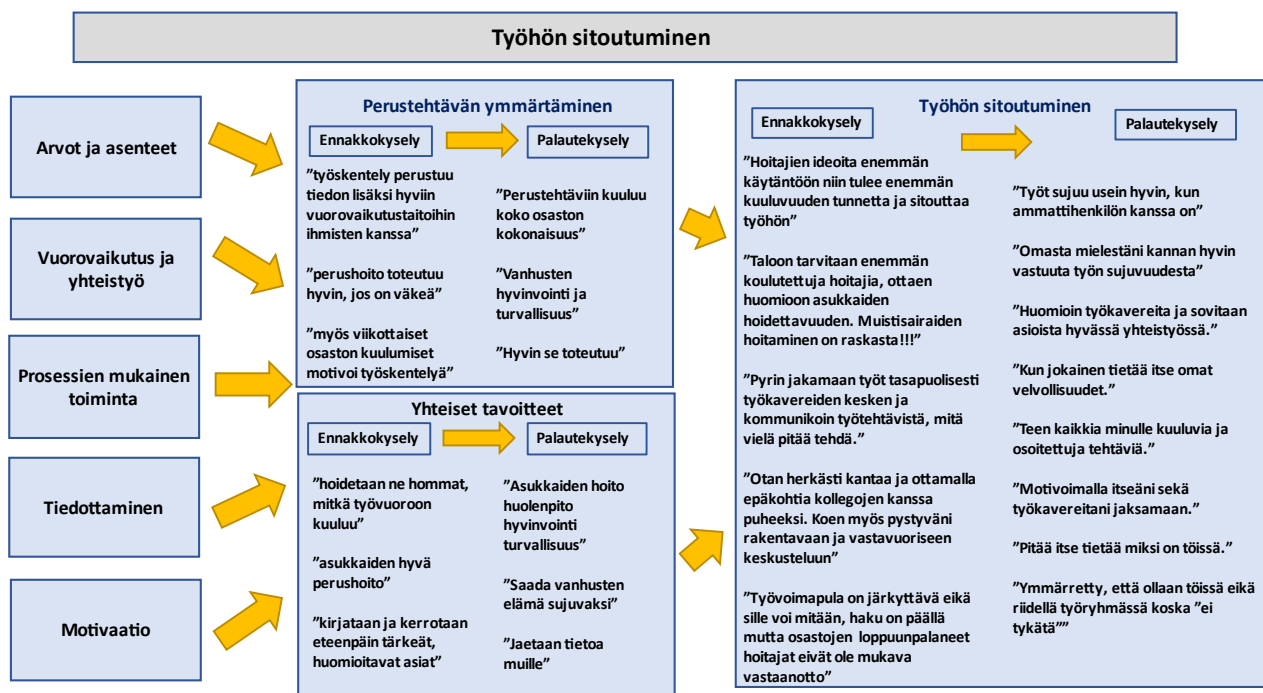 Työhön sitoutuminen
Arvot ja asenteet
Vuorovaikutus ja
yhteistyö
Prosessien mukainen
toiminta
Tiedottaminen
Motivaatio
Perustehtävän ymmärtäminen
Ennakkokysely
Palautekysely
”työskentely perustuu
tiedon lisäksi hyviin
vuorovaikutustaitoihin
ihmisten kanssa”
”perushoito toteutuu
hyvin, jos on väkeä”
”myös viikottaiset
osaston kuulumiset
motivoi työskentelyä”
”Perustehtäviin kuuluu
koko osaston
kokonaisuus”
”Vanhusten
hyvinvointi ja
turvallisuus”
”Hyvin se toteutuu”
Yhteiset tavoitteet
Ennakkokysely
Palautekysely
”hoidetaan ne hommat,
mitkä työvuoroon
kuuluu”
”asukkaiden hyvä
perushoito”
”kirjataan ja kerrotaan
eteenpäin tärkeät,
huomioitavat asiat”
”Asukkaiden hoito
huolenpito
hyvinvointi
turvallisuus”
”Saada vanhusten
elämä sujuvaksi”
”Jaetaan tietoa
muille”
Työhön sitoutuminen
Ennakkokysely
Palautekysely
”Hoitajien ideoita enemmän
käytäntöön niin tulee enemmän
kuuluvuuden tunnetta ja sitouttaa
työhön”
”Taloon tarvitaan enemmän
koulutettuja hoitajia, ottaen
huomioon asukkaiden
hoidettavuuden. Muistisairaiden
hoitaminen on raskasta!!!”
”Pyrin jakamaan työt tasapuolisesti
työkavereiden kesken ja
kommunikoin työtehtävistä, mitä
vielä pitää tehdä.”
”Otan herkästi kantaa ja ottamalla
epäkohtia kollegojen kanssa
puheeksi. Koen myös pystyväni
rakentavaan ja vastavuoriseen
keskusteluun”
”Työvoimapula on järkyttävä eikä
sille voi mitään, haku on päällä
mutta osastojen loppuunpalaneet
hoitajat eivät ole mukava
vastaanotto”
”Työt sujuu usein hyvin, kun
ammattihenkilön kanssa on”
”Omasta mielestäni kannan hyvin
vastuuta työn sujuvuudesta”
”Huomioin työkavereita ja sovitaan
asioista hyvässä yhteistyössä.”
”Kun jokainen tietää itse omat
velvollisuudet.”
”Teen kaikkia minulle kuuluvia ja
osoitettuja tehtäviä.”
”Motivoimalla itseäni sekä
työkavereitani jaksamaan.”
”Pitää itse tietää miksi on töissä.”
”Ymmärretty, että ollaan töissä eikä
riidellä työryhmässä koska ”ei
tykätä””